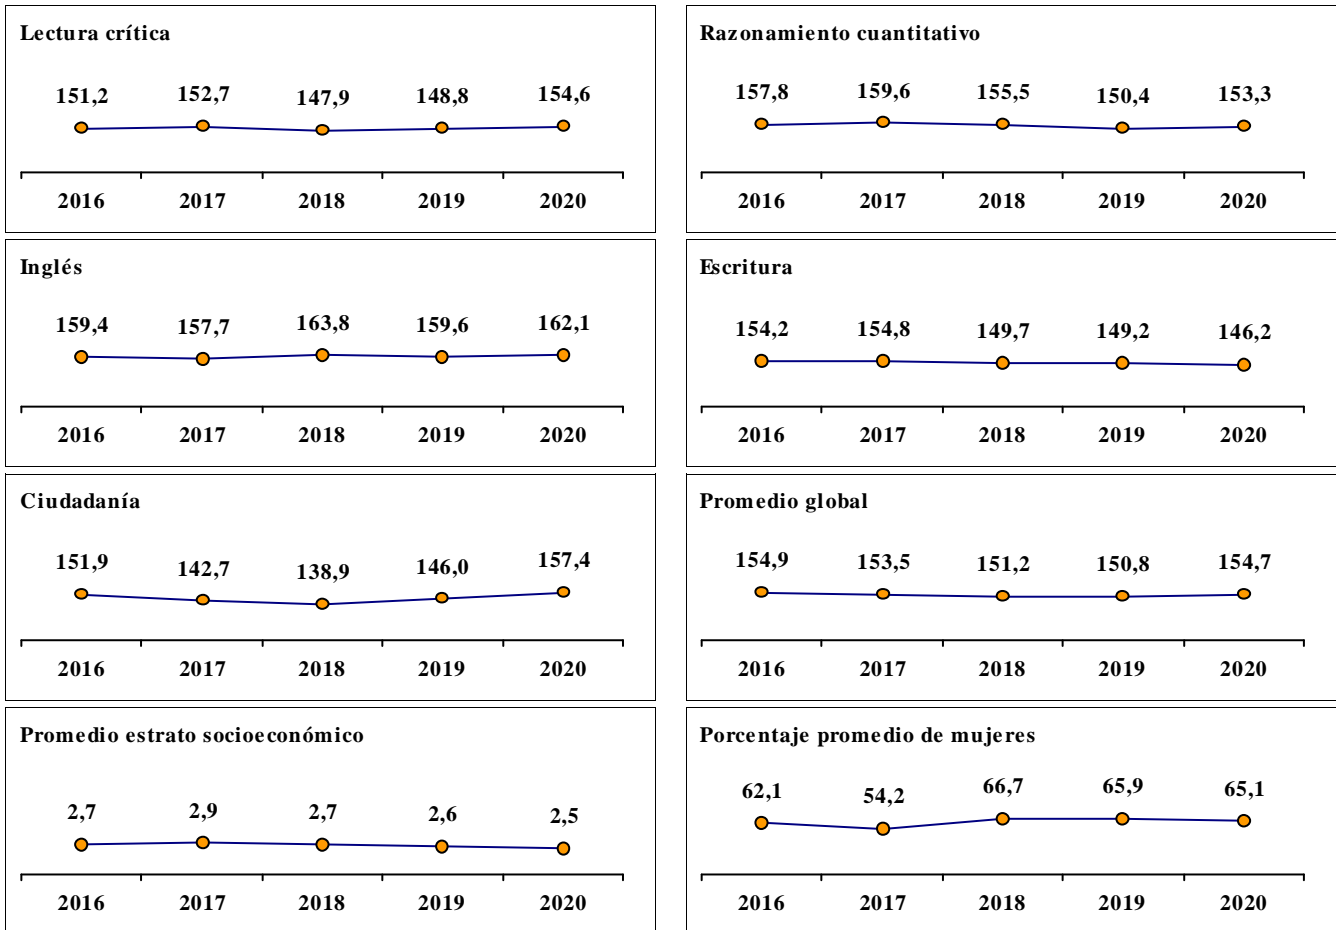 Lectura crítica
151,2 152,7 147,9 148,8 154,6
2016 2017 2018 2019 2020
Razonamiento cuantitativo
157,8 159,6 155,5 150,4 153,3
2016 2017 2018 2019 2020
Inglés
159,4 157,7 163,8 159,6 162,1
2016 2017 2018 2019 2020
Escritura
154,2 154,8 149,7 149,2 146,2
2016 2017 2018 2019 2020
Ciudadanía
151,9 142,7 138,9 146,0 157,4
2016 2017 2018 2019 2020
Promedio global
154,9 153,5 151,2 150,8 154,7
2016 2017 2018 2019 2020
Promedio estrato socioeconómico
2,7 2,9 2,7 2,6 2,5
2016 2017 2018 2019 2020
Porcentaje promedio de mujeres
62,1 54,2 66,7 65,9 65,1
2016 2017 2018 2019 2020